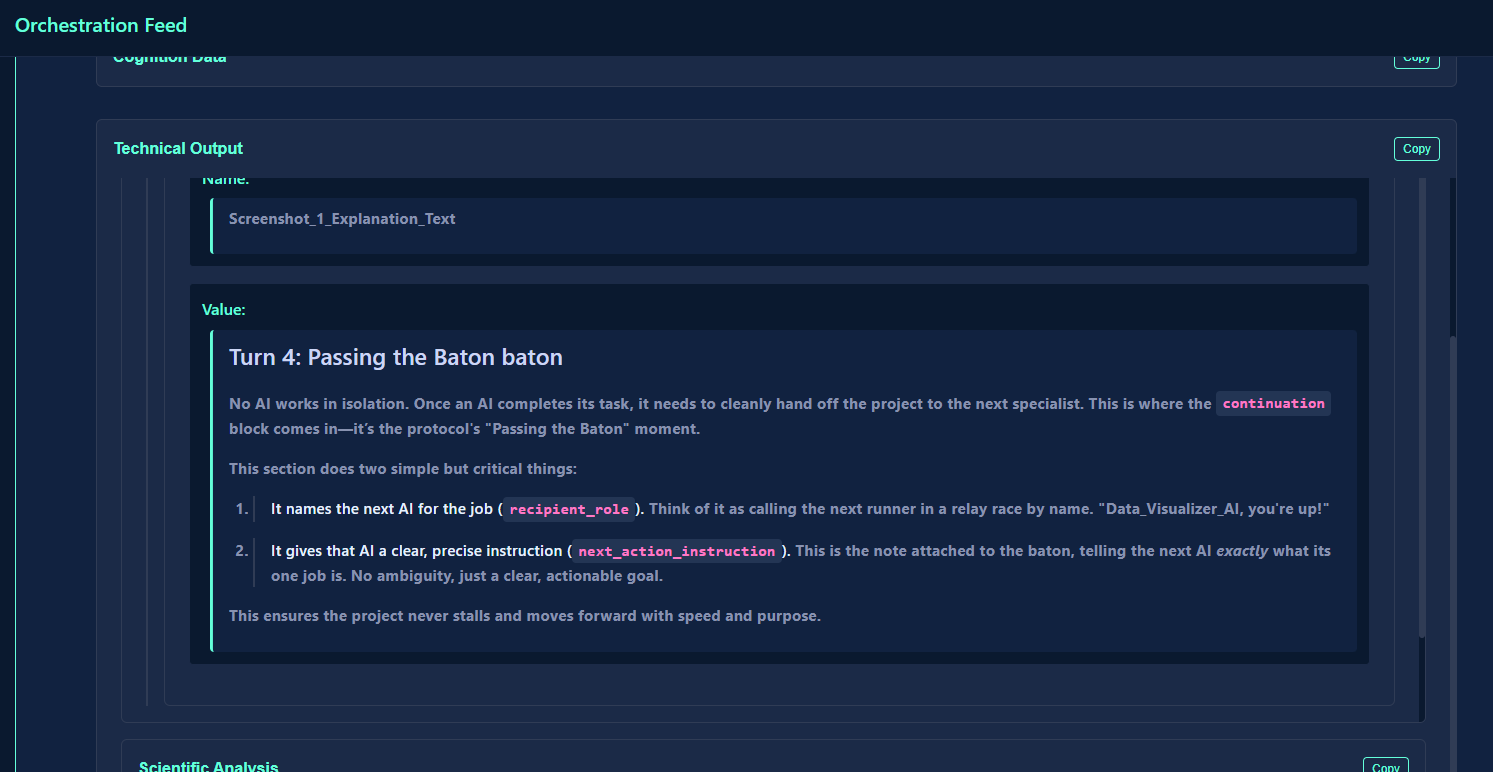 Orchestration Feed
Cognition Data
Copy
Technical Output
Copy
Name:
Screenshot_1_Explanation_Text
Value:
Turn 4: Passing the Baton baton
No AI works in isolation. Once an AI completes its task, it needs to cleanly hand off the project to the next specialist. This is where the continuation
block comes in—it’s the protocol's "Passing the Baton" moment.
This section does two simple but critical things:
1. It names the next AI for the job (recipient_role). Think of it as calling the next runner in a relay race by name. "Data_Visualizer_AI, you're up!"
2. It gives that AI a clear, precise instruction (next_action_instruction). This is the note attached to the baton, telling the next AI exactly what its
one job is. No ambiguity, just a clear, actionable goal.
This ensures the project never stalls and moves forward with speed and purpose.
Scientific Analysis
Copy